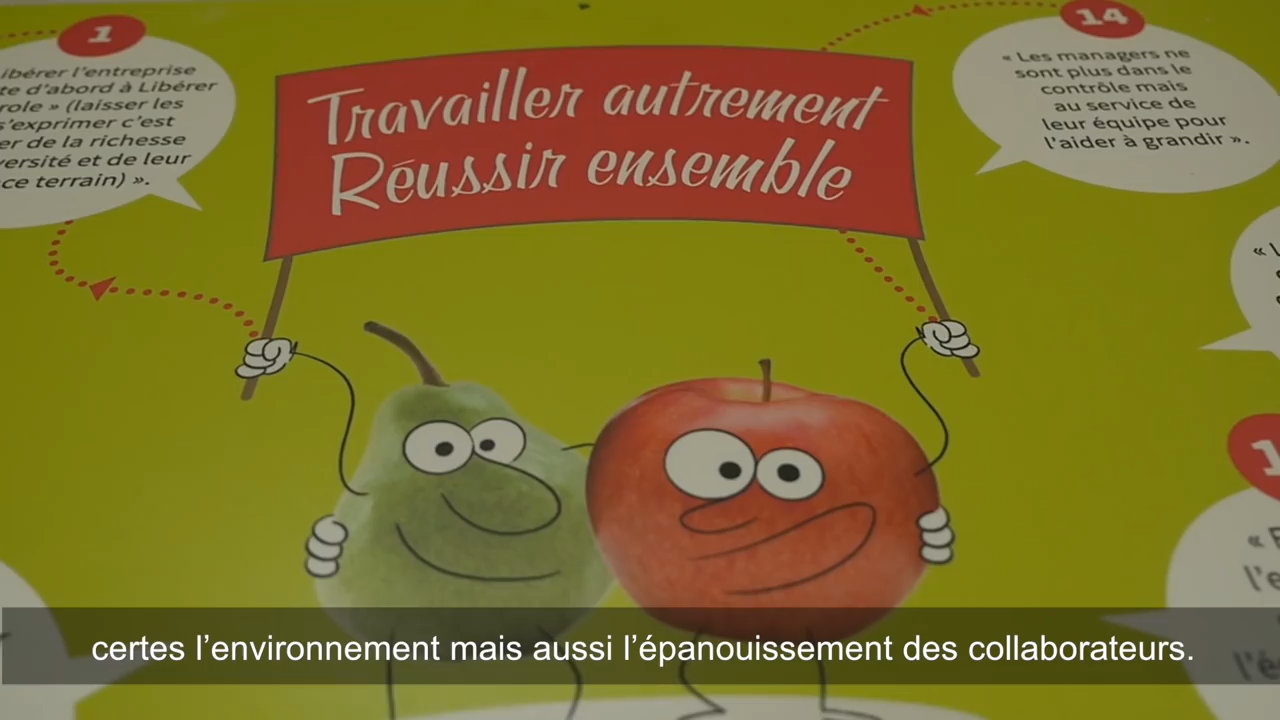 1
ibérer l'entreprise
te d'abord à Libérer
role » (laisser les
s'exprimer c'est
er de la richesse
versité et de leur
ce terrain) ».
Travailler autrement
Réussir ensemble
14
« Les managers ne
sont plus dans le
contrôle mais
au service de
leur équipe pour
l'aider à grandir ».
certes l’environnement mais aussi l’épanouissement des collaborateurs.